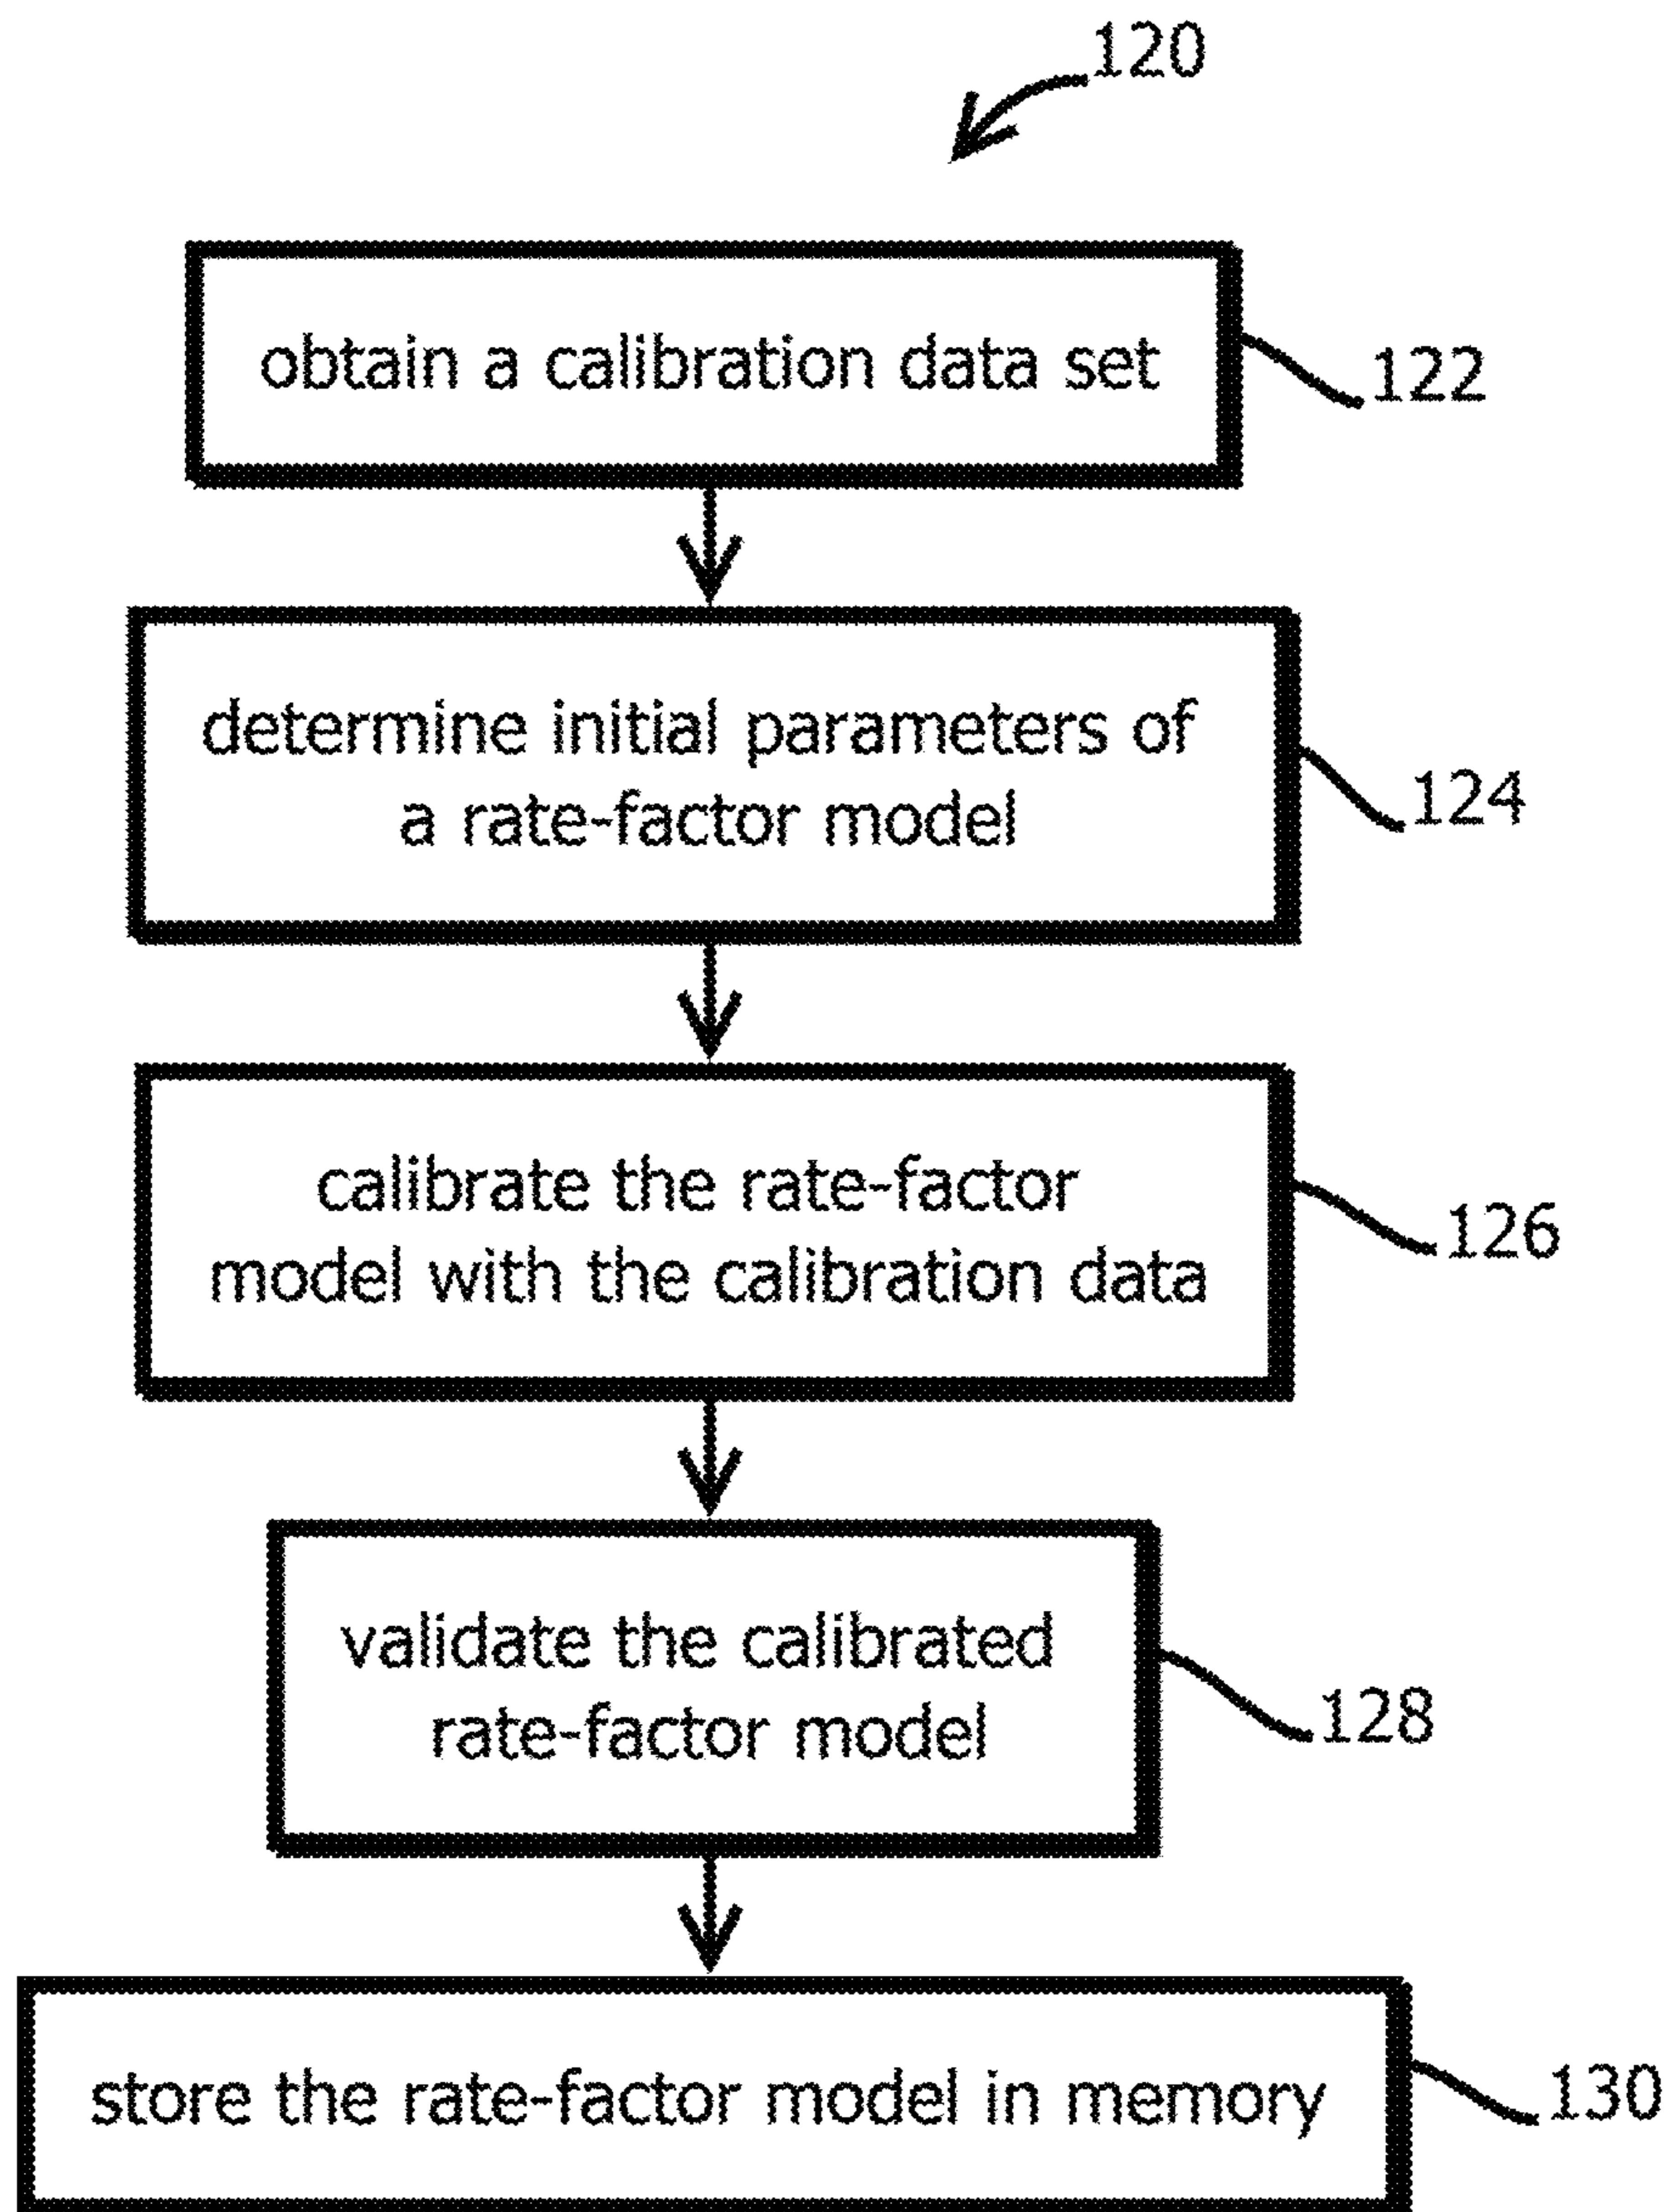 120
obtain a calibration data set
122
determine initial parameters of
a rate-factor model
124
calibrate the rate-factor
model with the calibration data
126
validate the calibrated
rate-factor model
128
store the rate-factor model in memory
130